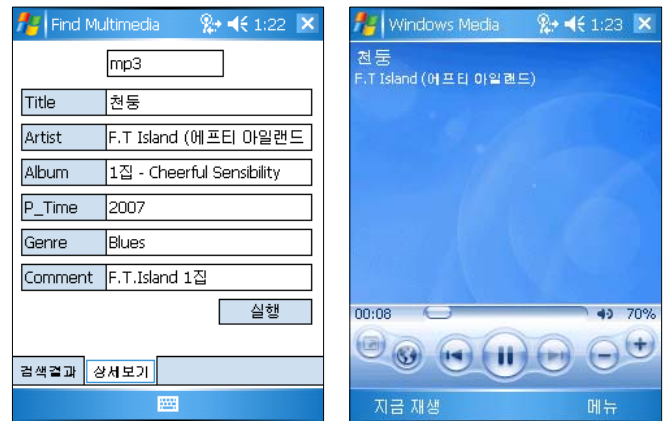 Find Multimedia 1:22
mp3
Title 천둥
Artist F.T Island (에프티 아일랜드
Album 1집 - Cheerful Sensibility
P_Time 2007
Genre Blues
Comment F.T.Island 1집
실행
검색결과 상세보기
Windows Media 1:23
천둥
F.T Island (에프티 아일랜드)
00:08 70%
지금 재생 메뉴